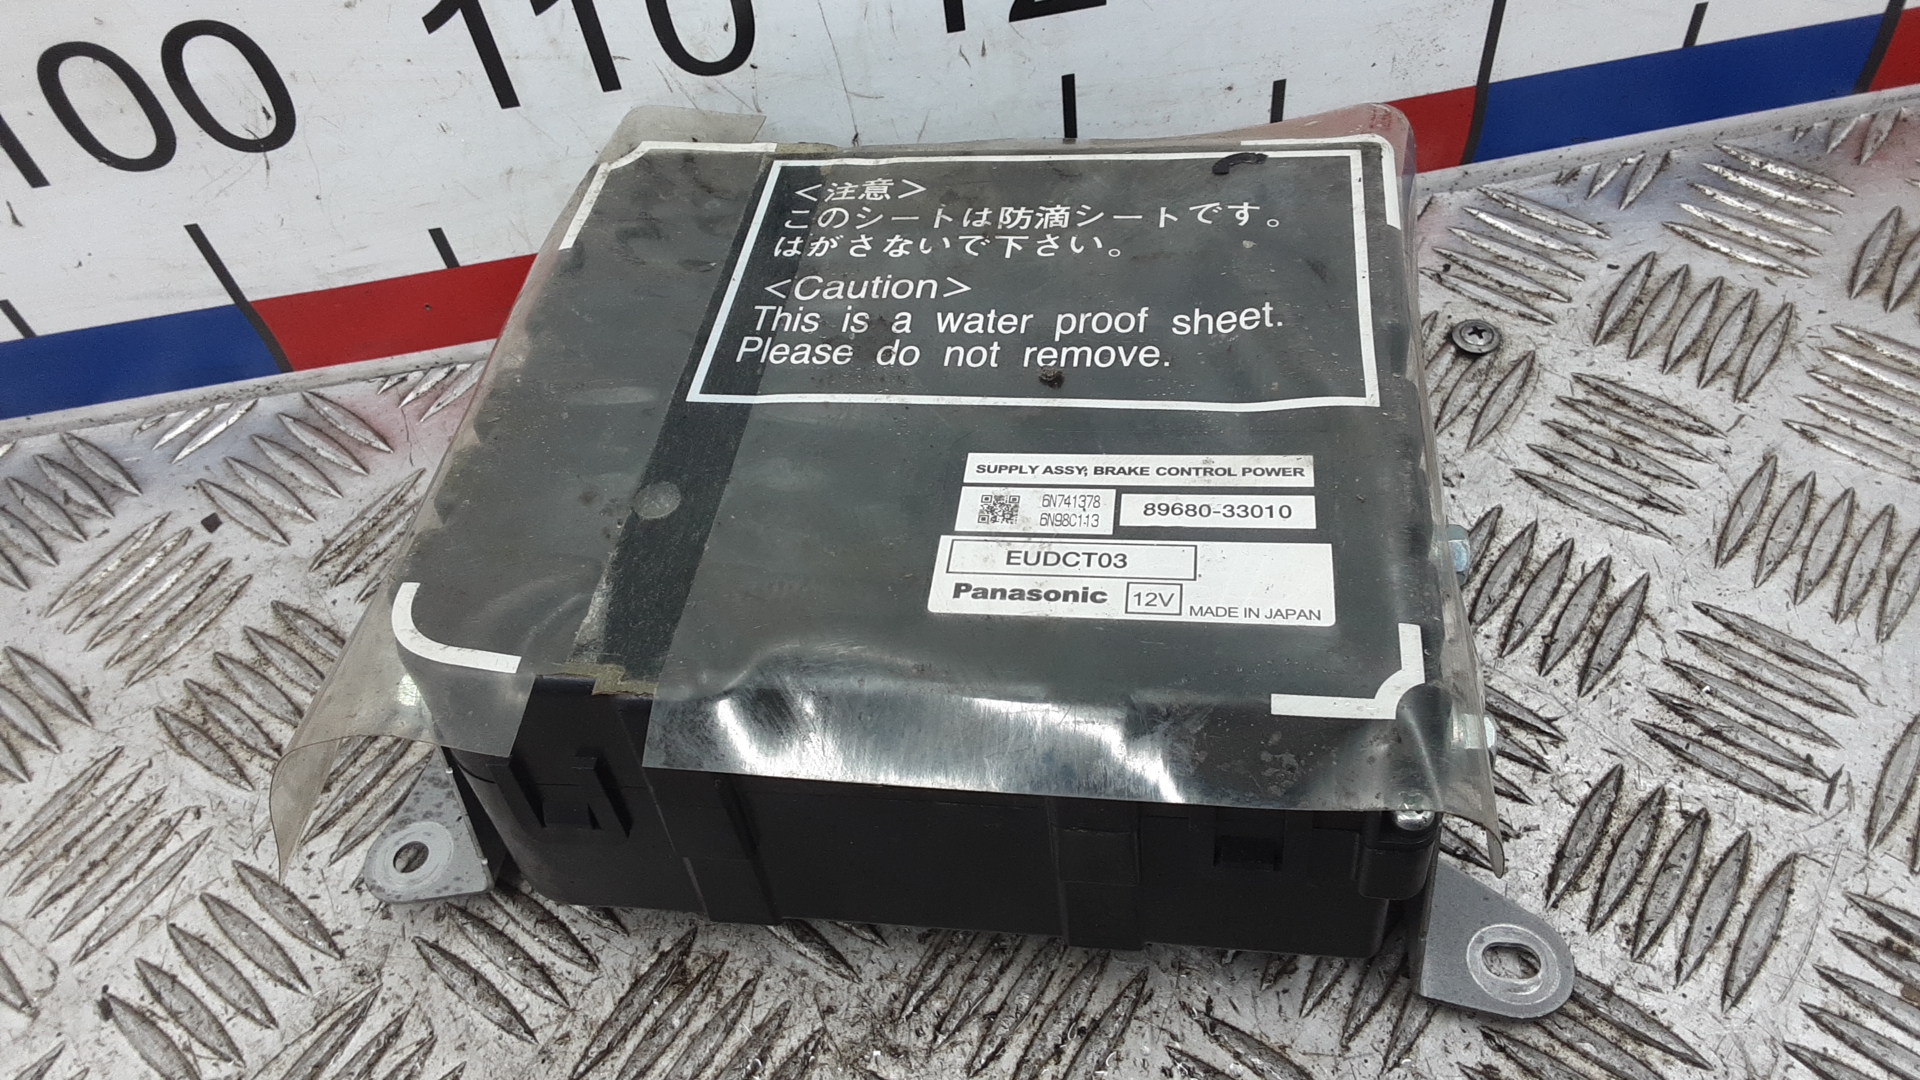 100 110 12
<注意>
このシートは防滴シートです。
はがさないで下さい。
<Caution>
This is a water proof sheet.
Please do not remove.
SUPPLY ASSY, BRAKE CONTROL POWER
6N741378
6N98C113
89680-33010
EUDCT03
Panasonic 12V MADE IN JAPAN